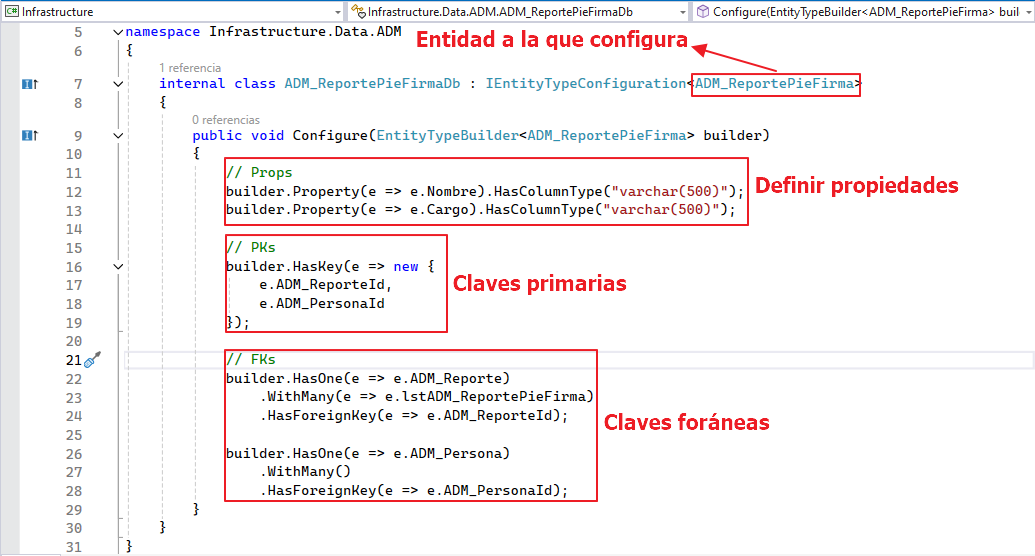 Infrastructure
Infrastructure.Data.ADM.ADM_ReportePieFirmaDb
Configure(EntityTypeBuilder<ADM_ReportePieFirma> buil
5 namespace Infrastructure.Data.ADM
Entidad a la que configura
6 {
1 referencia
7 internal class ADM_ReportePieFirmaDb : IEntityTypeConfiguration<ADM_ReportePieFirma>
8 {
0 referencias
9 public void Configure(EntityTypeBuilder<ADM_ReportePieFirma> builder)
10 {
11 // Props
12 builder.Property(e => e.Nombre).HasColumnType("varchar(500)");
Definir propiedades
13 builder.Property(e => e.Cargo).HasColumnType("varchar(500)");
14
15 // PKs
16 builder.HasKey(e => new {
17 e.ADM_ReporteId,
Claves primarias
18 e.ADM_PersonaId
19 });
20
21 // FKs
22 builder.HasOne(e => e.ADM_Reporte)
23 .WithMany(e => e.lstADM_ReportePieFirma)
24 .HasForeignKey(e => e.ADM_ReporteId);
Claves foráneas
25
26 builder.HasOne(e => e.ADM_Persona)
27 .WithMany()
28 .HasForeignKey(e => e.ADM_PersonaId);
29 }
30 }
31 }